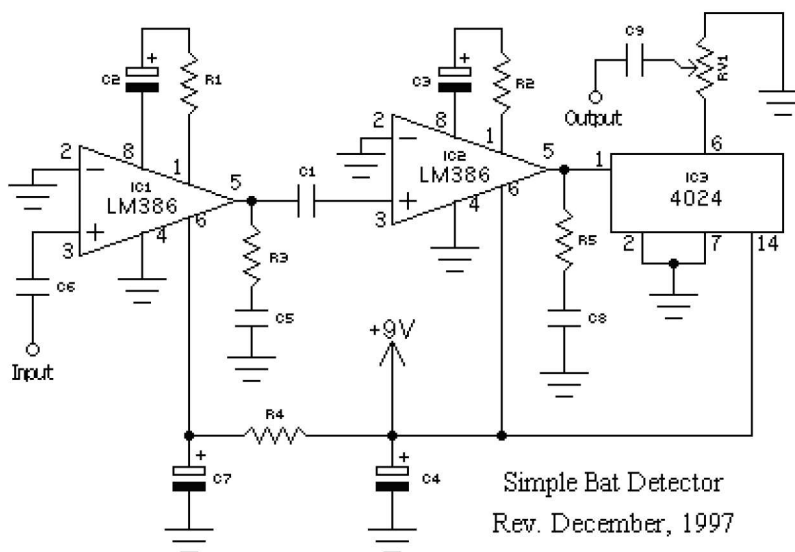 C9
RV1
C2
R1
C3
R2
Output
+
+
8
1
2
8
1
6
2
IC1
5
C1
IC2
5
1
IC3
LM386
LM386
4024
3
6
4
3
6
4
2
7
14
R3
R5
C6
C5
C8
+9V
Input
R4
+
+
C7
C4
Simple Bat Detector
Rev. December, 1997